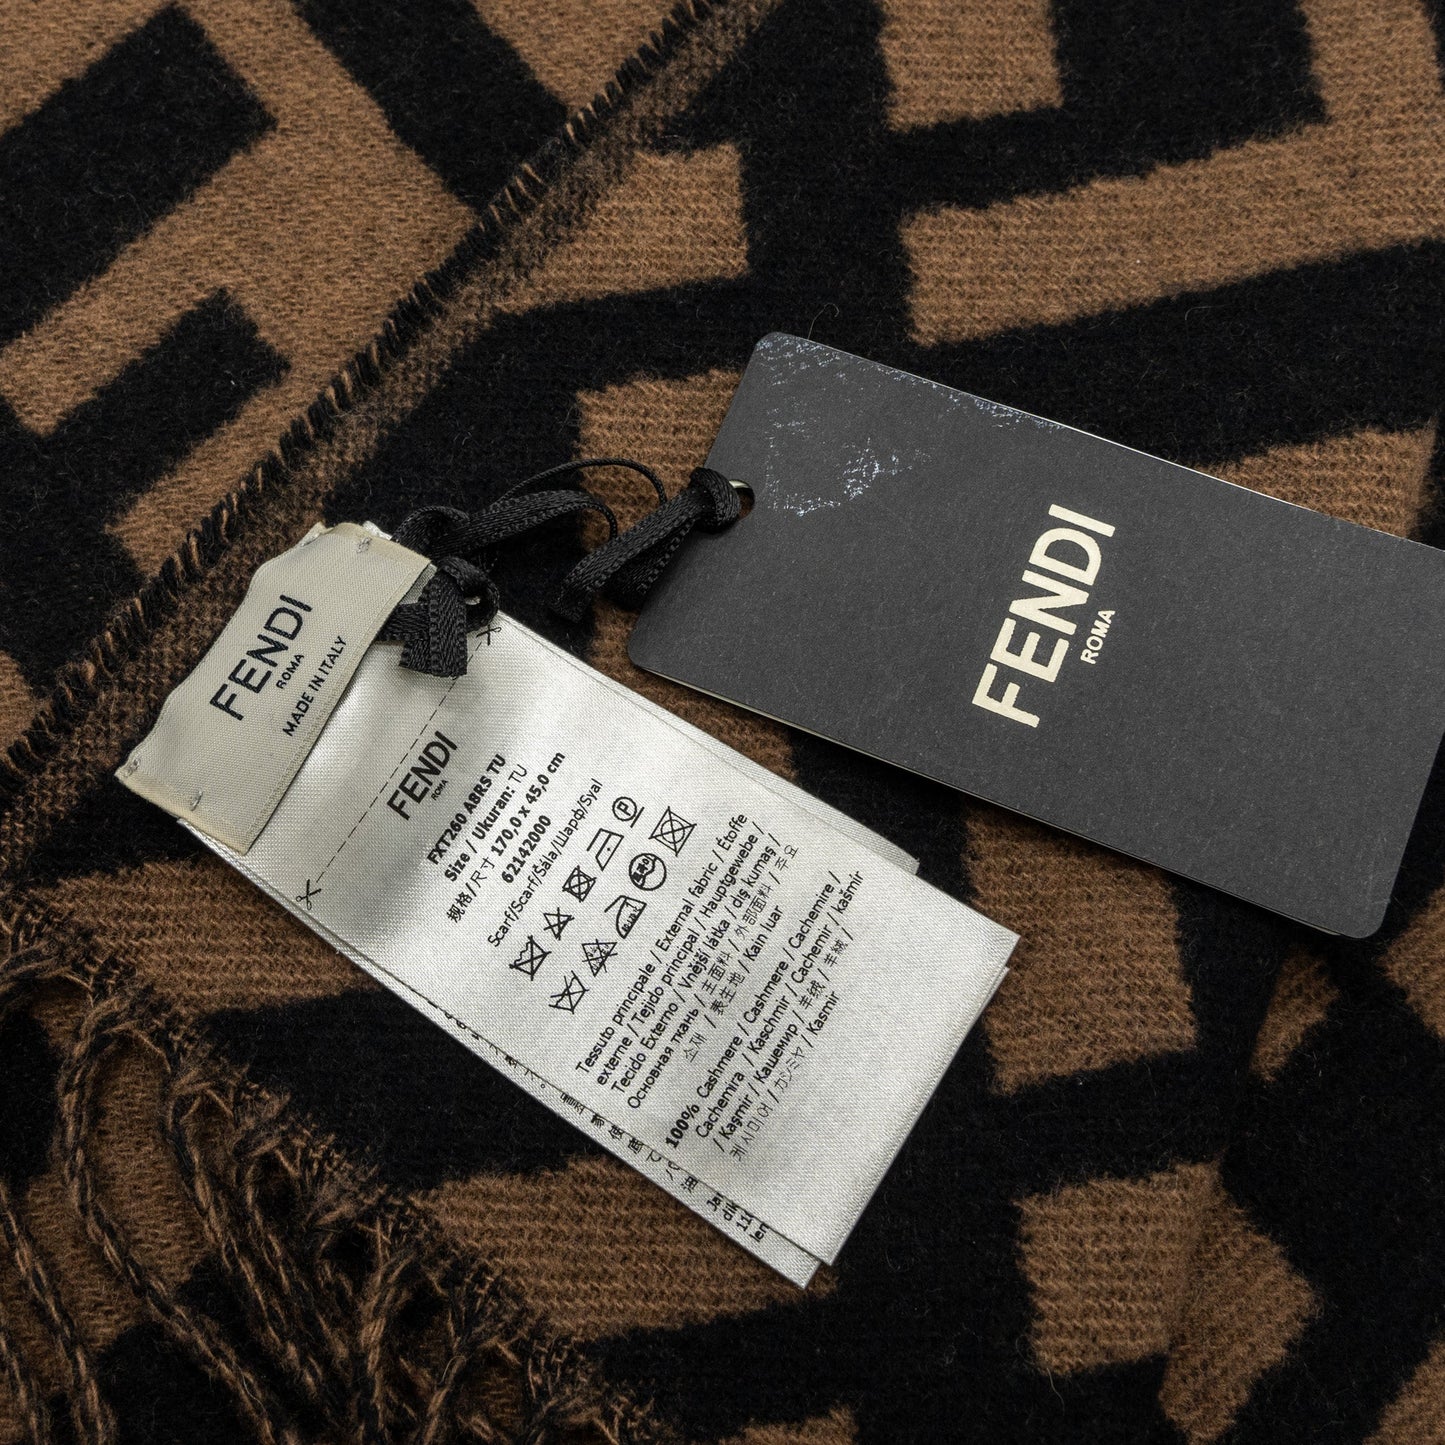 FENDI
ROMA
MADE IN ITALY
FENDI
ROMA
FXT260 A8RS TU
Size / Ukuran: TU
规格/尺寸 170,0 x 45,0 cm
62142000
Scarf/Scarf/Šála/Шарф/Syal
Tessuto principale / External fabric / Étoffe
externe / Tejido principal / Hauptgewebe /
Tecido Externo / Vnější látka / dış kumaş /
Основная ткань / 主面料 / 外部面料 / 주요
소재 / 表生地 / Kain luar
100% Cashmere / Cashmere / Cachemire /
Cachemira / Kaschmir / Cachemir / kašmir
/ Kaşmir / Кашемир / 羊绒 / 羊絨 /
캐시미어 / カシミヤ / Kasmir
FENDI
ROMA